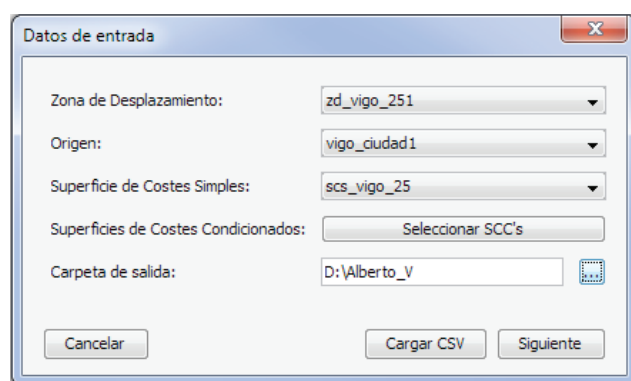 Datos de entrada
Zona de Desplazamiento: zd_vigo_251
Origen: vigo_ciudad1
Superficie de Costes Simples: scs_vigo_25
Superficies de Costes Condicionados: Seleccionar SCC's
Carpeta de salida: D:\Alberto_V ...
Cancelar Cargar CSV Siguiente